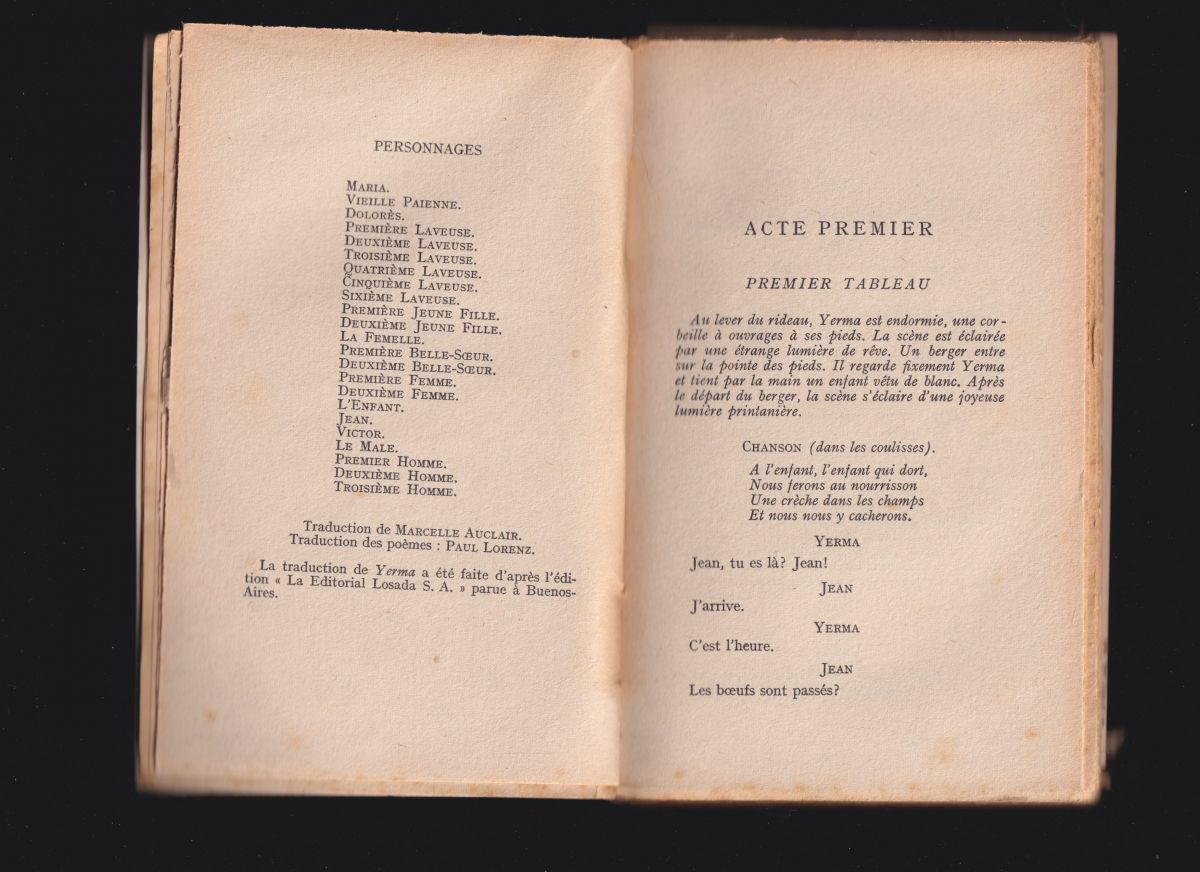 PERSONNAGES
MARIA.
VIEILLE PAIENNE.
DOLORÈS.
PREMIÈRE LAVEUSE.
DEUXIÈME LAVEUSE.
TROISIÈME LAVEUSE.
QUATRIÈME LAVEUSE.
CINQUIÈME LAVEUSE.
SIXIÈME LAVEUSE.
PREMIÈRE JEUNE FILLE.
DEUXIÈME JEUNE FILLE.
LA FEMELLE.
PREMIÈRE BELLE-SŒUR.
DEUXIÈME BELLE-SŒUR.
PREMIÈRE FEMME.
DEUXIÈME FEMME.
L'ENFANT.
JEAN.
VICTOR.
LE MALE.
PREMIER HOMME.
DEUXIÈME HOMME.
TROISIÈME HOMME.
Traduction de MARCELLE AUCLAIR.
Traduction des poèmes : PAUL LORENZ.
La traduction de Yerma a été faite d'après l'édi-
tion « La Editorial Losada S. A. » parue à Buenos-
Aires.
ACTE PREMIER
PREMIER TABLEAU
Au lever du rideau, Yerma est endormie, une cor-
beille à ouvrages à ses pieds. La scène est éclairée
par une étrange lumière de rêve. Un berger entre
sur la pointe des pieds. Il regarde fixement Yerma
et tient par la main un enfant vêtu de blanc. Après
le départ du berger, la scène s'éclaire d'une joyeuse
lumière printanière.
CHANSON (dans les coulisses).
A l'enfant, l'enfant qui dort,
Nous ferons au nourrisson
Une crèche dans les champs
Et nous nous y cacherons.
YERMA
Jean, tu es là? Jean!
JEAN
J'arrive.
YERMA
C'est l'heure.
JEAN
Les bœufs sont passés?